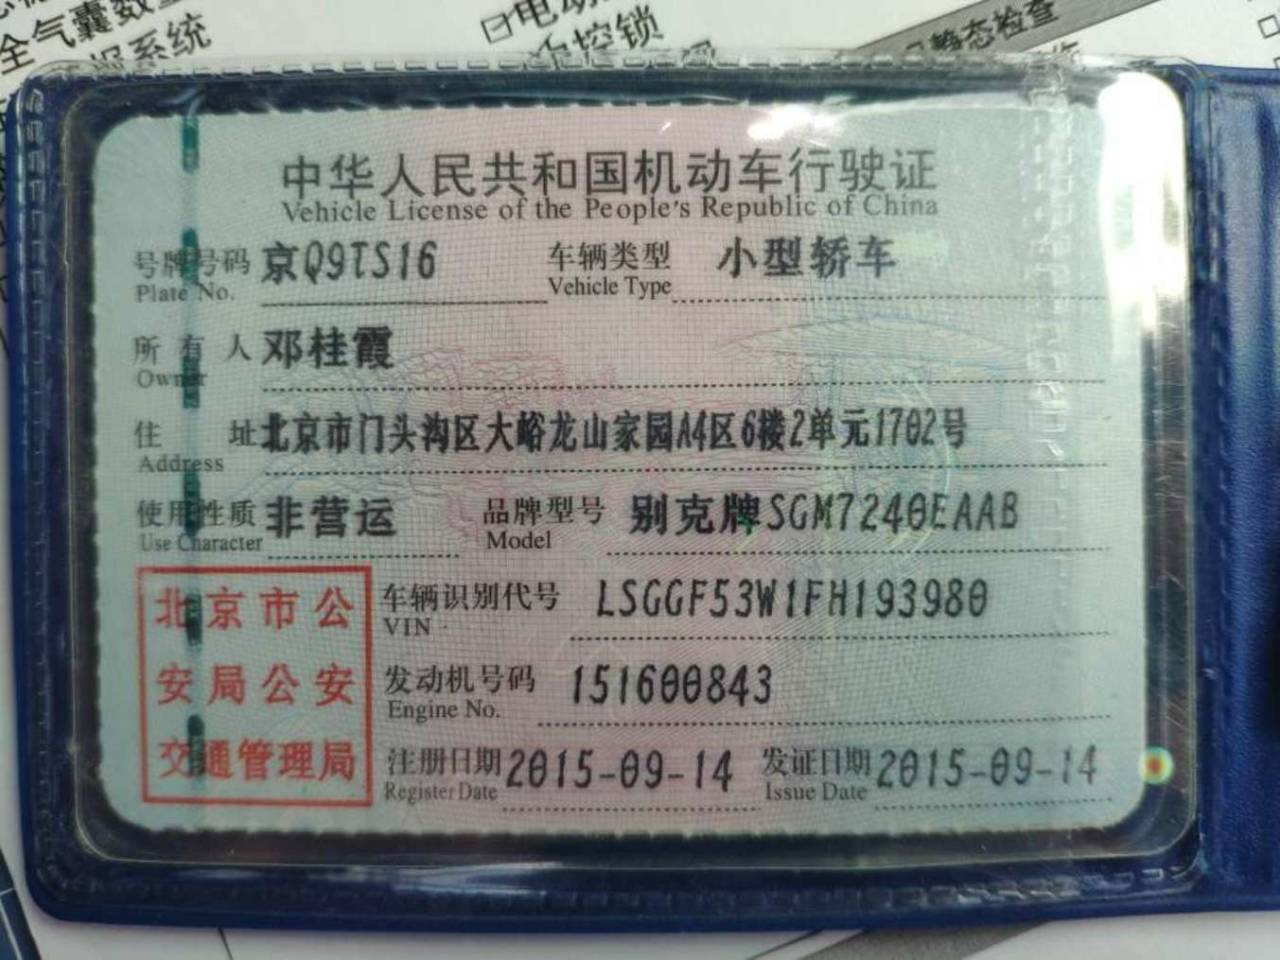 全气囊数量
报系统
电动
中控锁
静态检查
中华人民共和国机动车行驶证
Vehicle License of the People's Republic of China
号牌号码 京Q9TS16 车辆类型 小型轿车
Plate No. Vehicle Type
所有人 邓桂霞
Owner
住址 北京市门头沟区大峪龙山家园A4区6楼2单元1702号
Address
使用性质 非营运 品牌型号 别克牌SGM7240EAAB
Use Character Model
北京市公
安局公安
交通管理局
车辆识别代号 LSGGF53W1FH193980
VIN
发动机号码 151600843
Engine No.
注册日期 2015-09-14 发证日期 2015-09-14
Register Date Issue Date